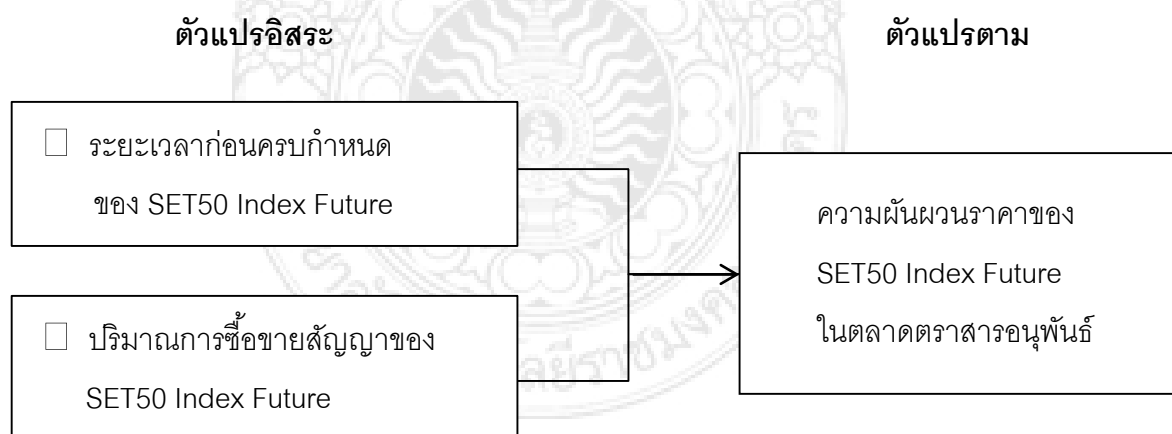 ตัวแปรอิสระ
ตัวแปรตาม
ระยะเวลาก่อนครบกำหนด
ของ SET50 Index Future
ปริมาณการซื้อขายสัญญาของ
SET50 Index Future
ความผันผวนราคาของ
SET50 Index Future
ในตลาดตราสารอนุพันธ์